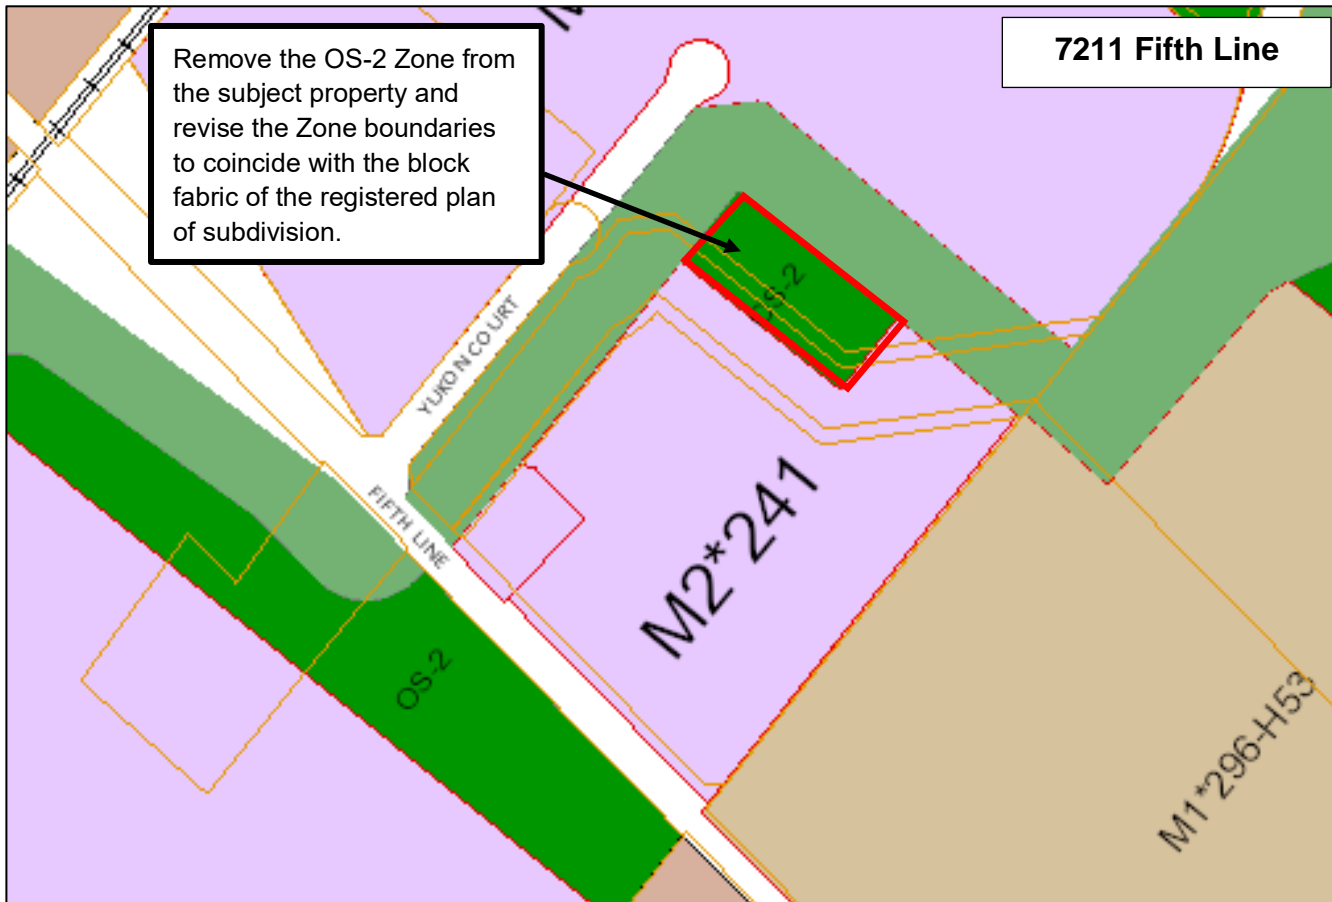 Remove the OS-2 Zone from
the subject property and
revise the Zone boundaries
to coincide with the block
fabric of the registered plan
of subdivision.
7211 Fifth Line
YUKON COURT
FIFTH LINE
OS-2
M2*241
OS-2
M1*296-H53